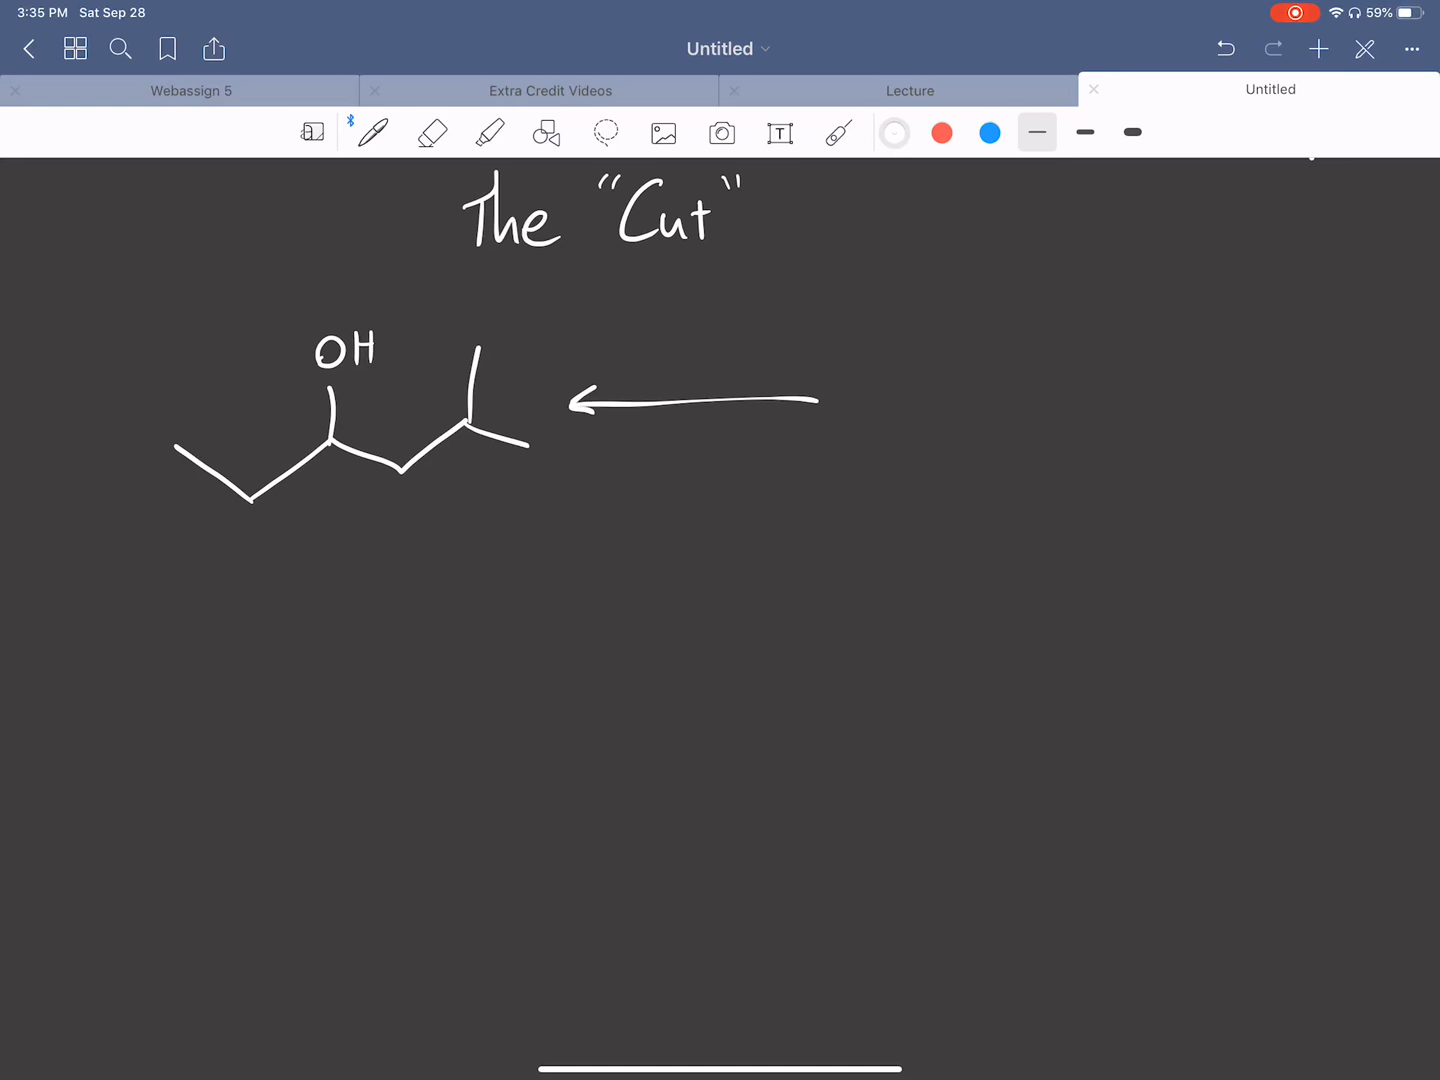 3:35 PM Sat Sep 28
59%
Untitled
Webassign 5
Extra Credit Videos
Lecture
Untitled
T
The "Cut"
OH